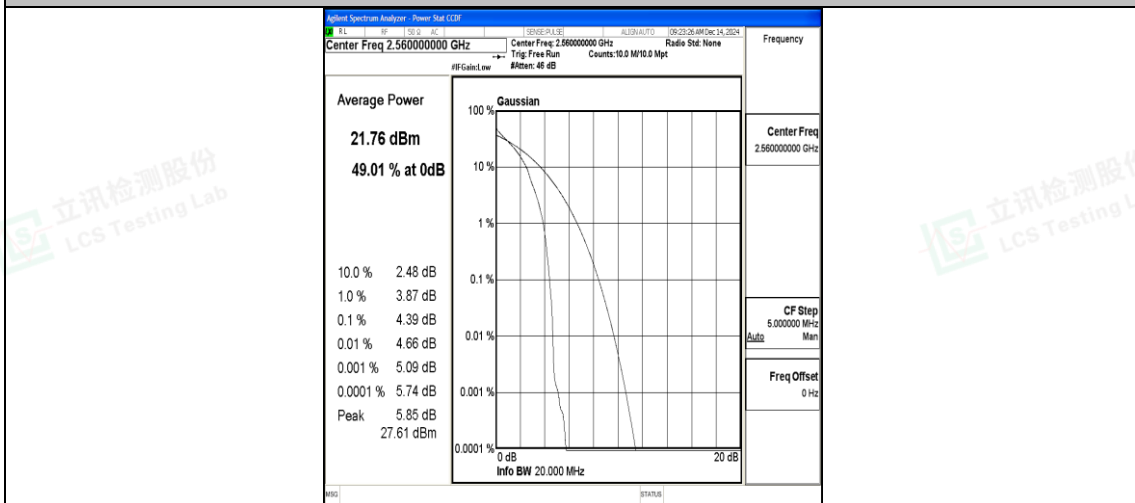 Agilent Spectrum Analyzer - Power Stat CCDF
RL RF 50 Ω AC SENSE:PULSE ALIGN AUTO 09:23:26 AM Dec 14, 2024
Center Freq 2.560000000 GHz
Center Freq: 2.560000000 GHz Radio Std: None
Trig: Free Run Counts:10.0 M/10.0 Mpt
#IFGain:Low #Atten: 46 dB
Frequency
Average Power
21.76 dBm
49.01 % at 0dB
10.0 % 2.48 dB
1.0 % 3.87 dB
0.1 % 4.39 dB
0.01 % 4.66 dB
0.001 % 5.09 dB
0.0001 % 5.74 dB
Peak 5.85 dB
27.61 dBm
Gaussian
100 %
10 %
1 %
0.1 %
0.01 %
0.001 %
0.0001 %
0 dB 20 dB
Info BW 20.000 MHz
Center Freq
2.560000000 GHz
CF Step
5.000000 MHz
Auto Man
Freq Offset
0 Hz
MSG STATUS
立讯检测股份
LCS Testing Lab
立讯检测股份
LCS Testing L